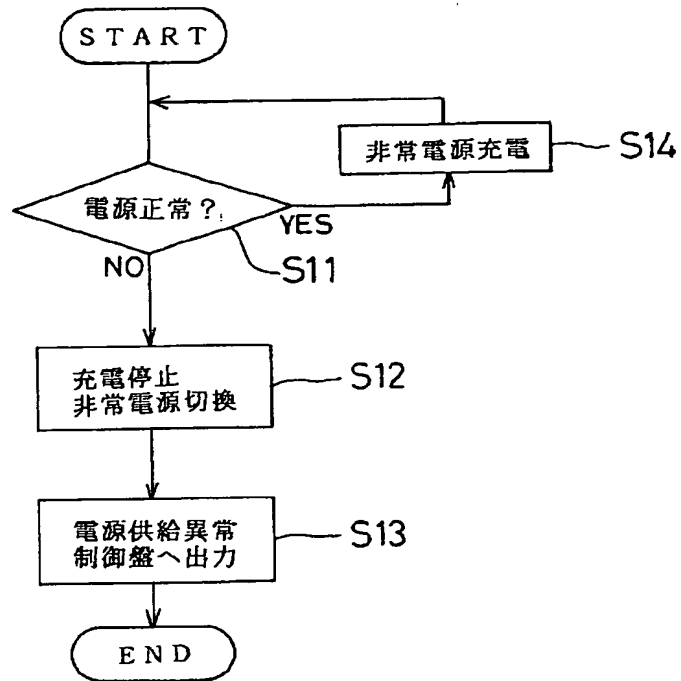 START
非常電源充電
S14
電源正常?
YES
S11
NO
充電停止
非常電源切換
S12
電源供給異常
制御盤へ出力
S13
END